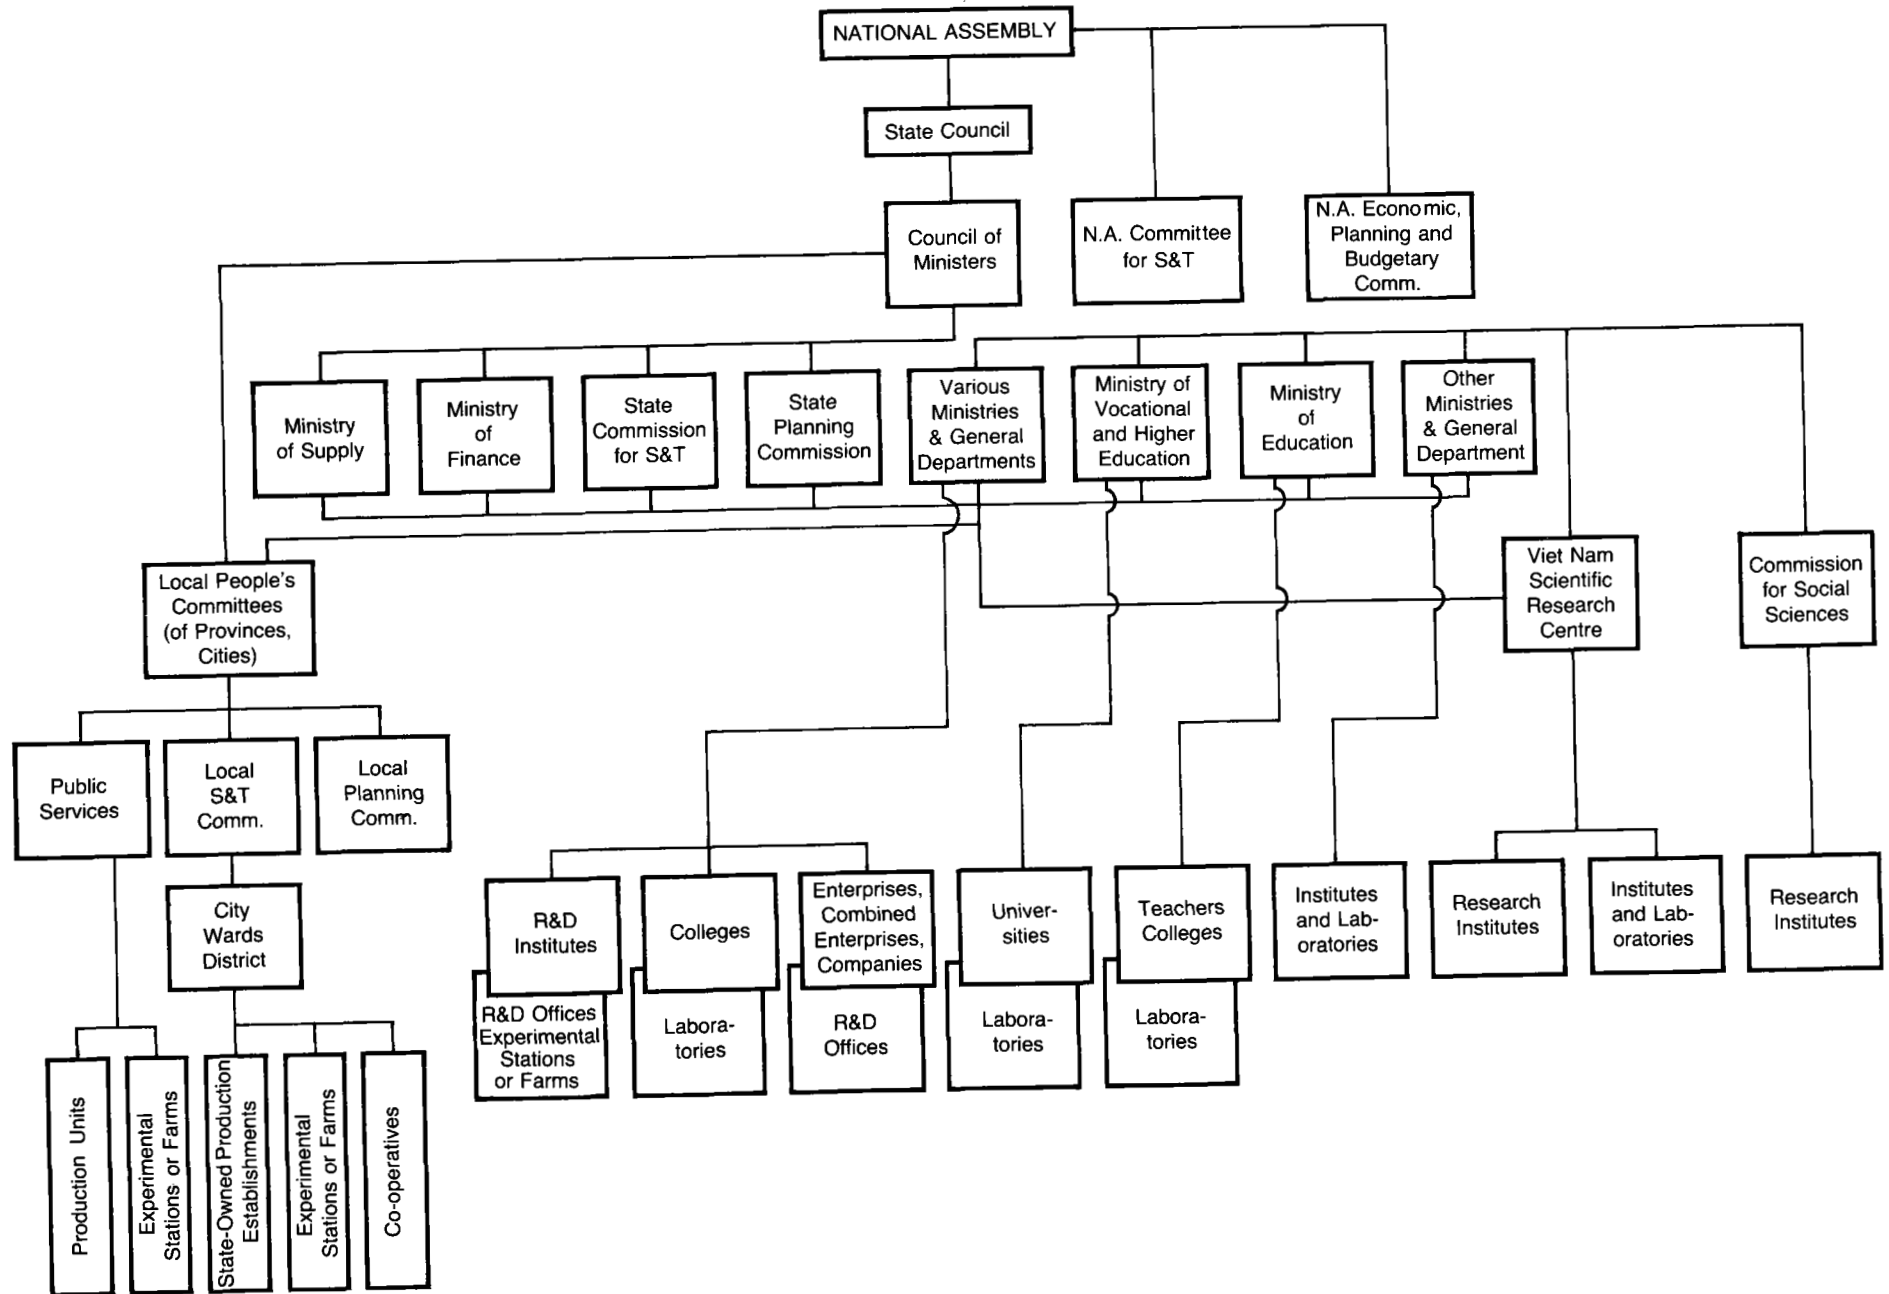 NATIONAL ASSEMBLY
State Council
Council of
Ministers
N.A. Committee
for S&T
N.A. Economic,
Planning and
Budgetary
Comm.
Ministry
of Supply
Ministry
of
Finance
State
Commission
for S&T
State
Planning
Commission
Various
Ministries
& General
Departments
Ministry of
Vocational
and Higher
Education
Ministry
of
Education
Other
Ministries
& General
Department
Local People's
Committees
(of Provinces,
Cities)
Viet Nam
Scientific
Research
Centre
Commission
for Social
Sciences
Public
Services
Local
S&T
Comm.
Local
Planning
Comm.
City
Wards
District
R&D
Institutes
R&D Offices
Experimental
Stations
or Farms
Colleges
Labora-
tories
Enterprises,
Combined
Enterprises,
Companies
R&D
Offices
Univer-
sities
Labora-
tories
Teachers
Colleges
Labora-
tories
Institutes
and Lab-
oratories
Research
Institutes
Institutes
and Lab-
oratories
Research
Institutes
Production Units
Experimental
Stations or Farms
State-Owned Production
Establishments
Experimental
Stations or Farms
Co-operatives